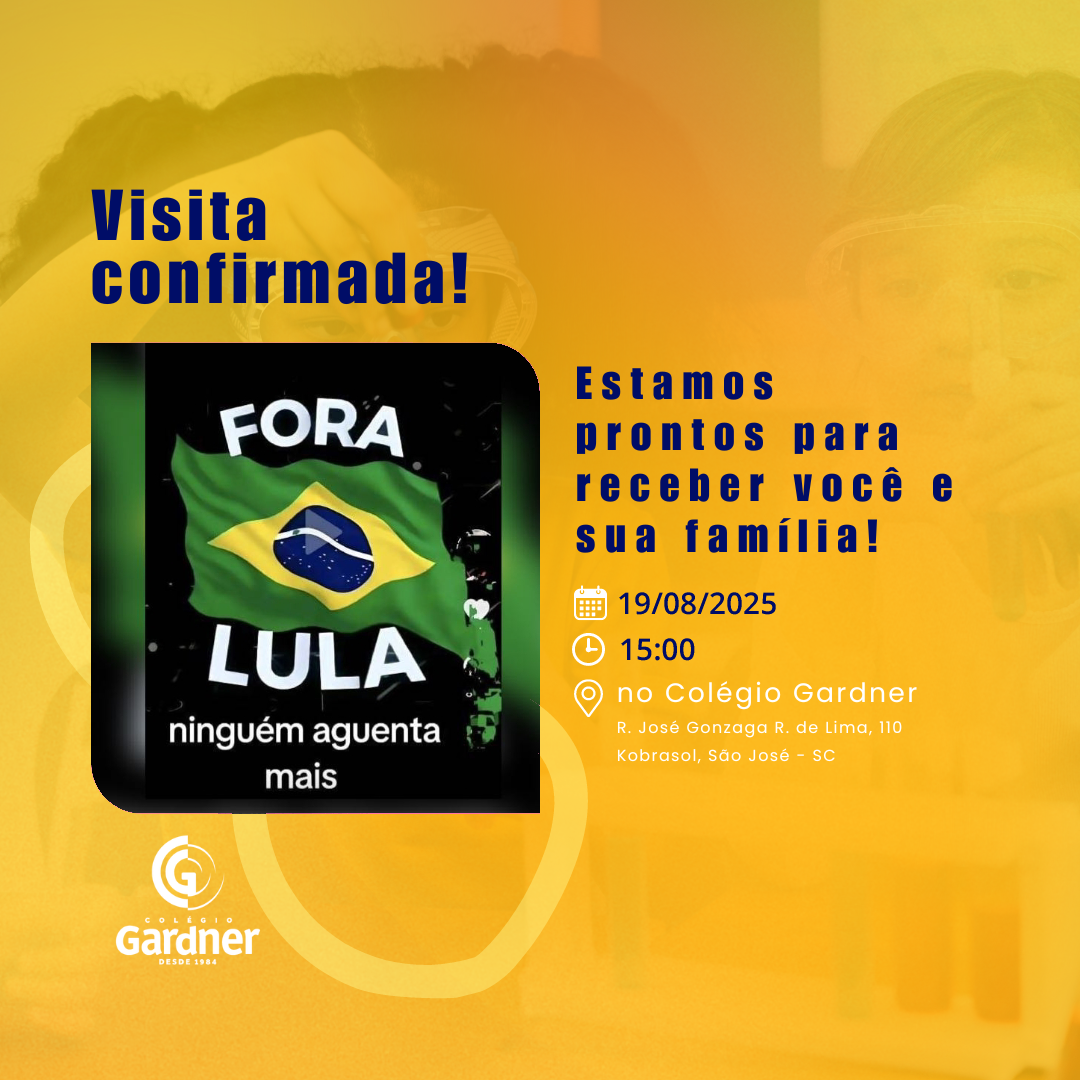 Visita
confirmada!
FORA
LULA
ninguém aguenta
mais
Estamos
prontos para
receber você e
sua família!
19/08/2025
15:00
no Colégio Gardner
R. José Gonzaga R. de Lima, 110
Kobrasol, São José - SC
G
COLÉGIO
Gardner
DESDE 1984